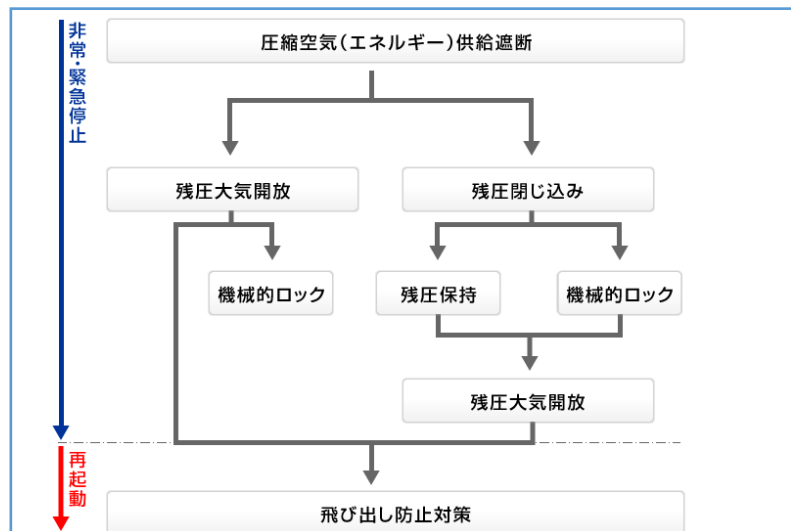 非常・緊急停止
圧縮空気（エネルギー）供給遮断
残圧大気開放
残圧閉じ込み
機械的ロック
残圧保持
機械的ロック
残圧大気開放
再起動
飛び出し防止対策